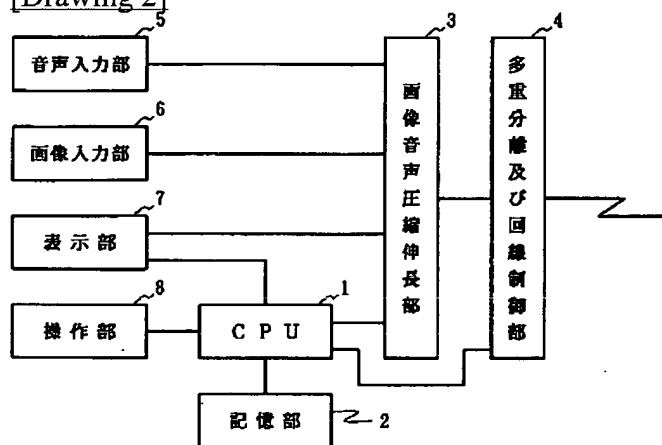 [Drawing 2]
5
音声入力部
6
画像入力部
7
表示部
8
操作部
1
CPU
記憶部
2
3
画像音声圧縮伸長部
4
多重分離及び回線制御部